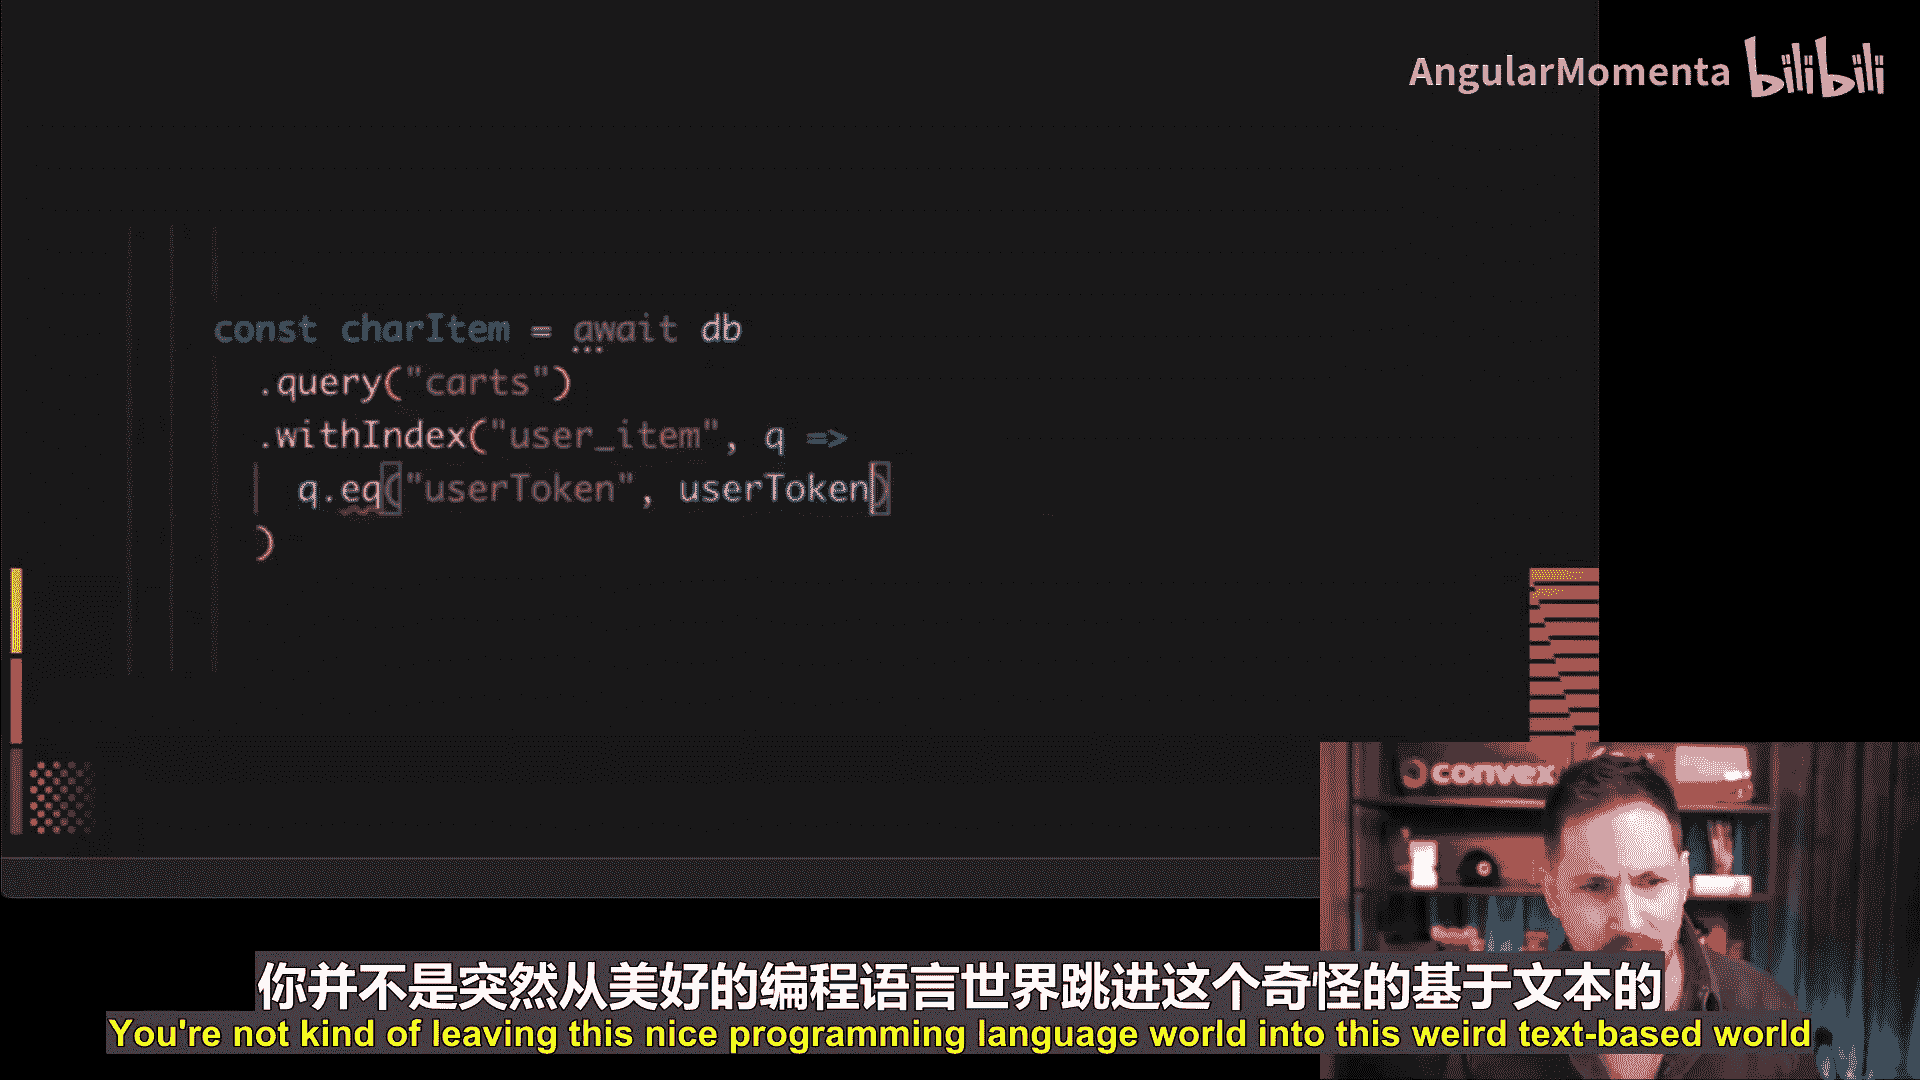 AngularMomenta bilibili
const charItem = await db
.query("carts")
.withIndex("user_item", q =>
q.eq("userToken", userToken)
)
convex
你并不是突然从美好的编程语言世界跳进这个奇怪的基于文本的
You're not kind of leaving this nice programming language world into this weird text-based world